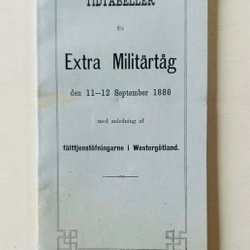 TIDTABELLER
för
Extra Militärtåg
den 11—12 September 1886
med anledning af
fälttjenstöfningarne i Westergötland.